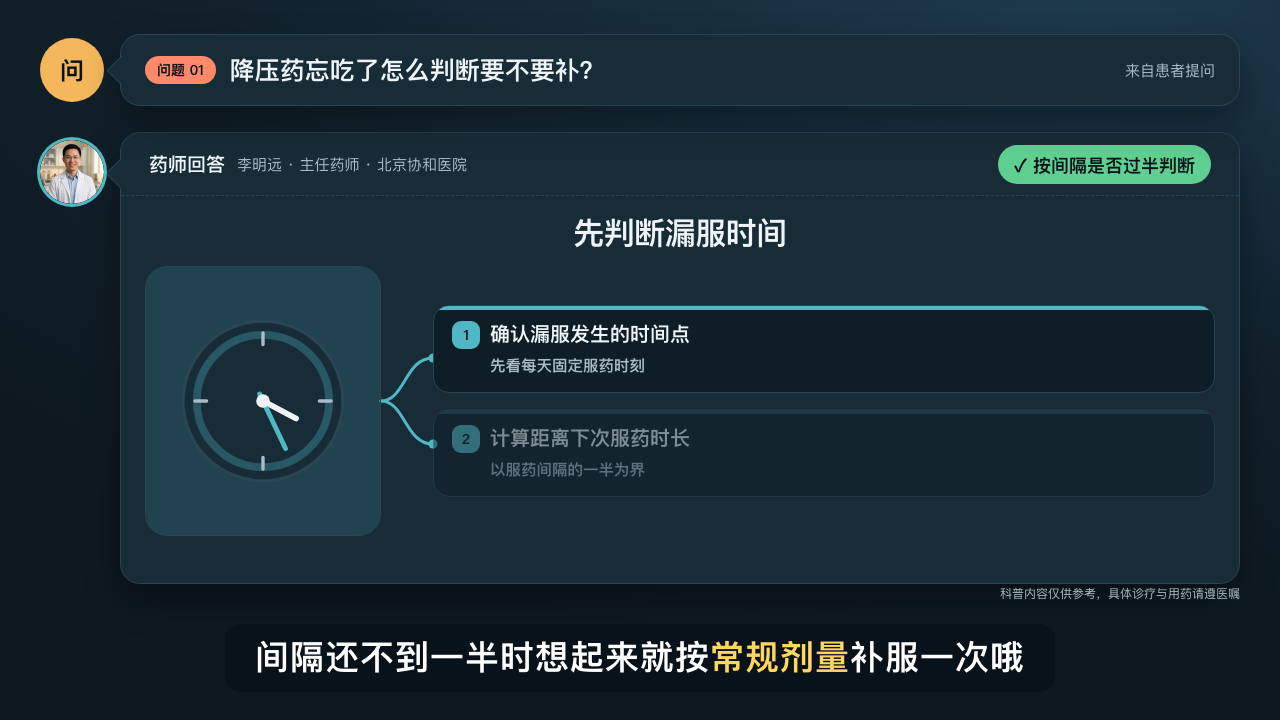 问
问题 01 降压药忘吃了怎么判断要不要补?
来自患者提问
药师回答 李明远 · 主任药师 · 北京协和医院
✓ 按间隔是否过半判断
先判断漏服时间
1 确认漏服发生的时间点
先看每天固定服药时刻
2 计算距离下次服药时长
以服药间隔的一半为界
科普内容仅供参考，具体诊疗与用药请遵医嘱
间隔还不到一半时想起来就按常规剂量补服一次哦